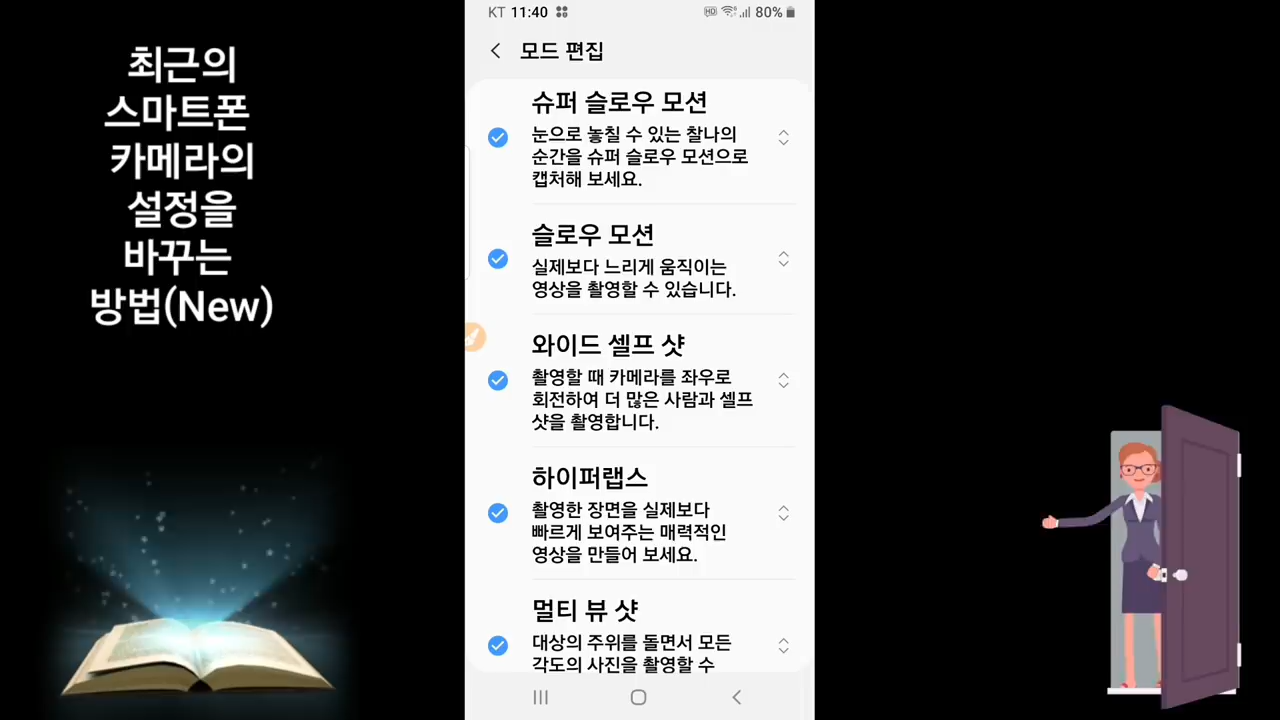 최근의
스마트폰
카메라의
설정을
바꾸는
방법(New)
KT 11:40
HD
80%
모드 편집
슈퍼 슬로우 모션
눈으로 놓칠 수 있는 찰나의
순간을 슈퍼 슬로우 모션으로
캡처해 보세요.
슬로우 모션
실제보다 느리게 움직이는
영상을 촬영할 수 있습니다.
와이드 셀프 샷
촬영할 때 카메라를 좌우로
회전하여 더 많은 사람과 셀프
샷을 촬영합니다.
하이퍼랩스
촬영한 장면을 실제보다
빠르게 보여주는 매력적인
영상을 만들어 보세요.
멀티 뷰 샷
대상의 주위를 돌면서 모든
각도의 사진을 촬영할 수